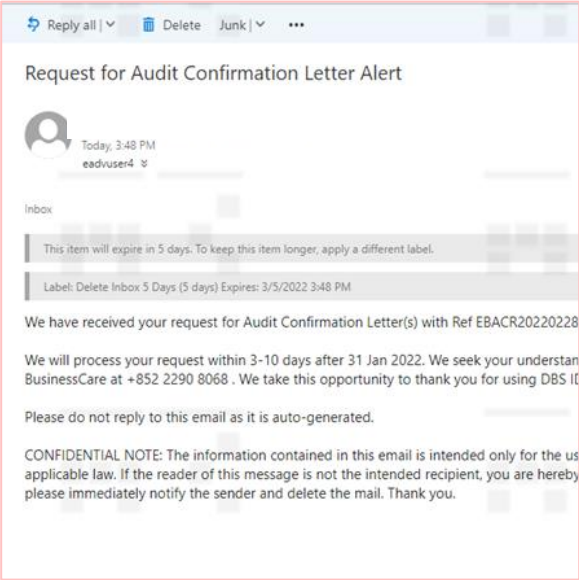 Reply all | Delete Junk | ...
Request for Audit Confirmation Letter Alert
Today, 3:48 PM
eadvuser4
Inbox
This item will expire in 5 days. To keep this item longer, apply a different label.
Label: Delete Inbox 5 Days (5 days) Expires: 3/5/2022 3:48 PM
We have received your request for Audit Confirmation Letter(s) with Ref EBACR20220228
We will process your request within 3-10 days after 31 Jan 2022. We seek your understan
BusinessCare at +852 2290 8068 . We take this opportunity to thank you for using DBS ID
Please do not reply to this email as it is auto-generated.
CONFIDENTIAL NOTE: The information contained in this email is intended only for the us
applicable law. If the reader of this message is not the intended recipient, you are hereby
please immediately notify the sender and delete the mail. Thank you.